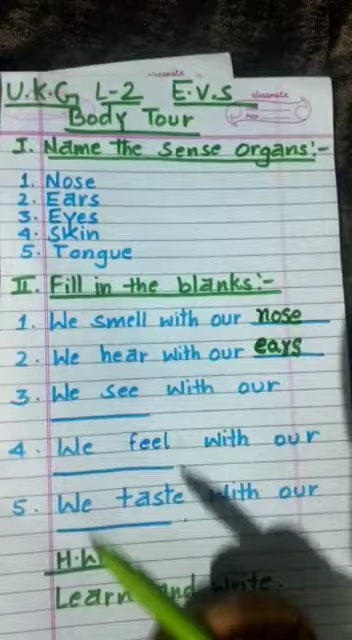 classmate
U.K.G L-2 E.V.S
classmate
Body Tour
I. Name the sense organs:-
1. Nose
2. Ears
3. Eyes
4. Skin
5. Tongue
II. Fill in the blanks:-
1. We smell with our nose
2. We hear with our ears
3. We see with our
4. We feel with our
5. We taste with our
H.W
Learn and write.